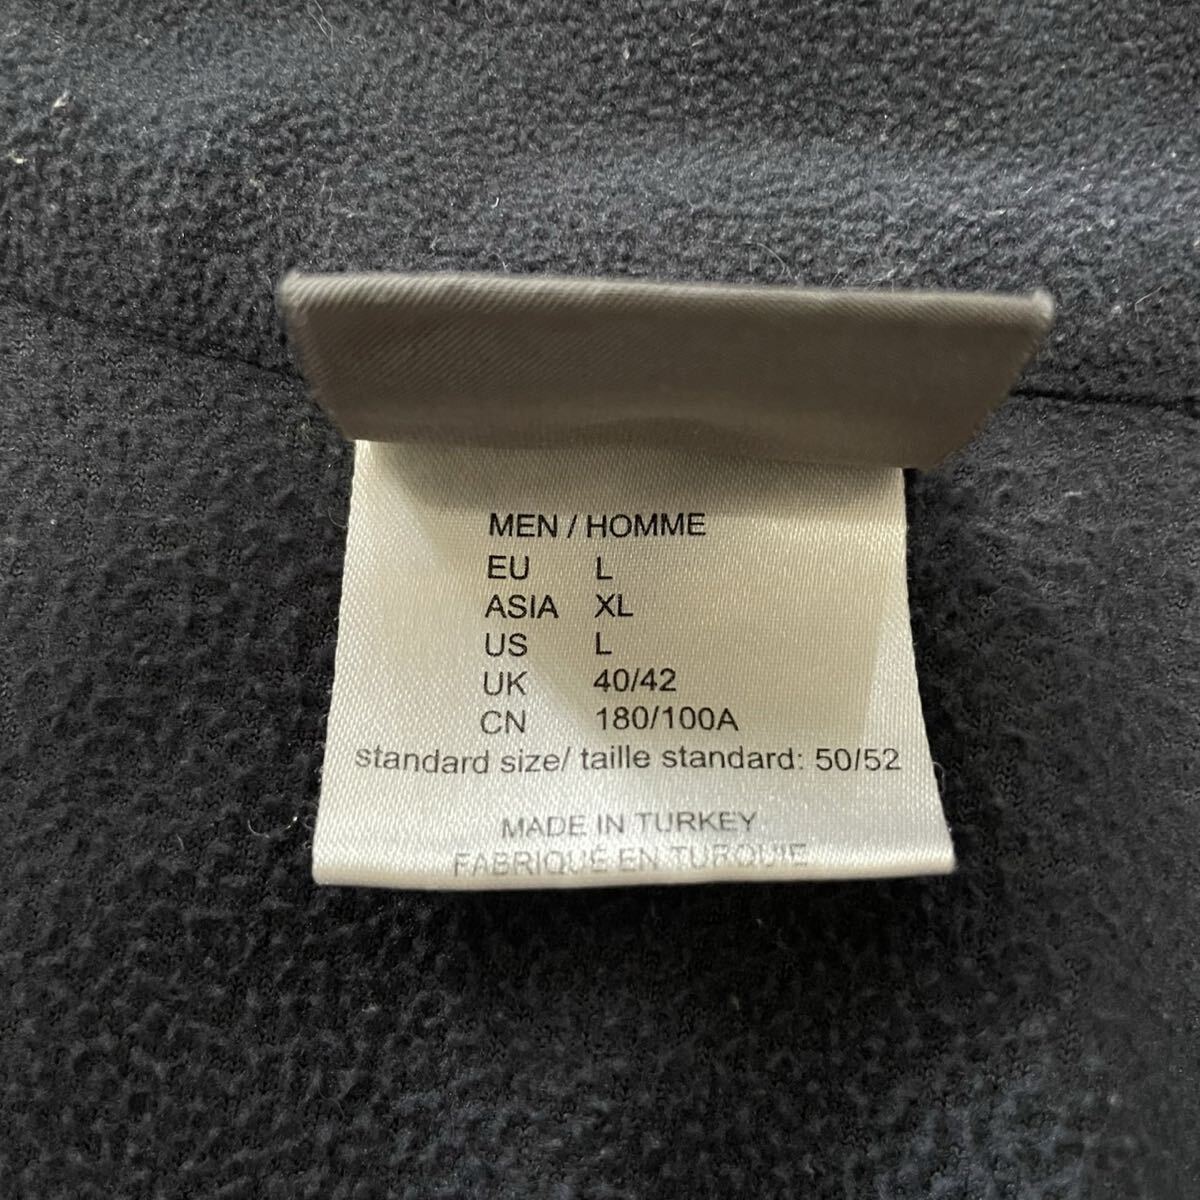 MEN / HOMME
EU L
ASIA XL
US L
UK 40/42
CN 180/100A
standard size/ taille standard: 50/52
MADE IN TURKEY
FABRIQUÉ EN TURQUIE